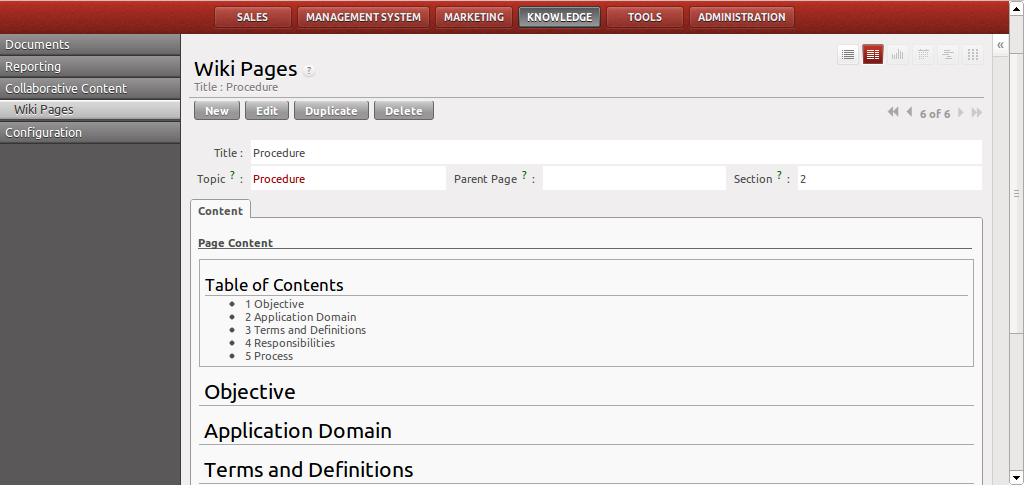 SALES MANAGEMENT SYSTEM MARKETING KNOWLEDGE TOOLS ADMINISTRATION
Documents
Reporting
Collaborative Content
Wiki Pages
Configuration
Wiki Pages ?
Title : Procedure
New Edit Duplicate Delete
6 of 6
Title : Procedure
Topic ? : Procedure Parent Page ? : Section ? : 2
Content
Page Content
Table of Contents
1 Objective
2 Application Domain
3 Terms and Definitions
4 Responsibilities
5 Process
Objective
Application Domain
Terms and Definitions